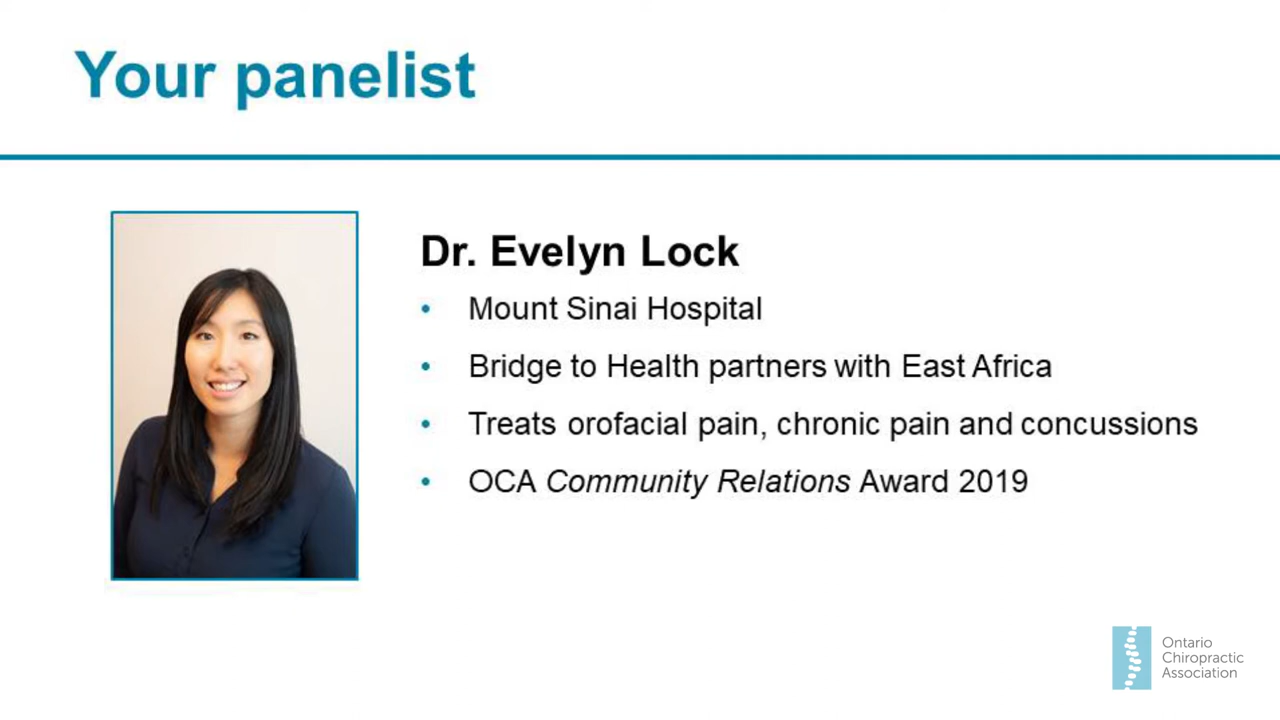 Your panelist
Dr. Evelyn Lock
• Mount Sinai Hospital
• Bridge to Health partners with East Africa
• Treats orofacial pain, chronic pain and concussions
• OCA Community Relations Award 2019
Ontario
Chiropractic
Association